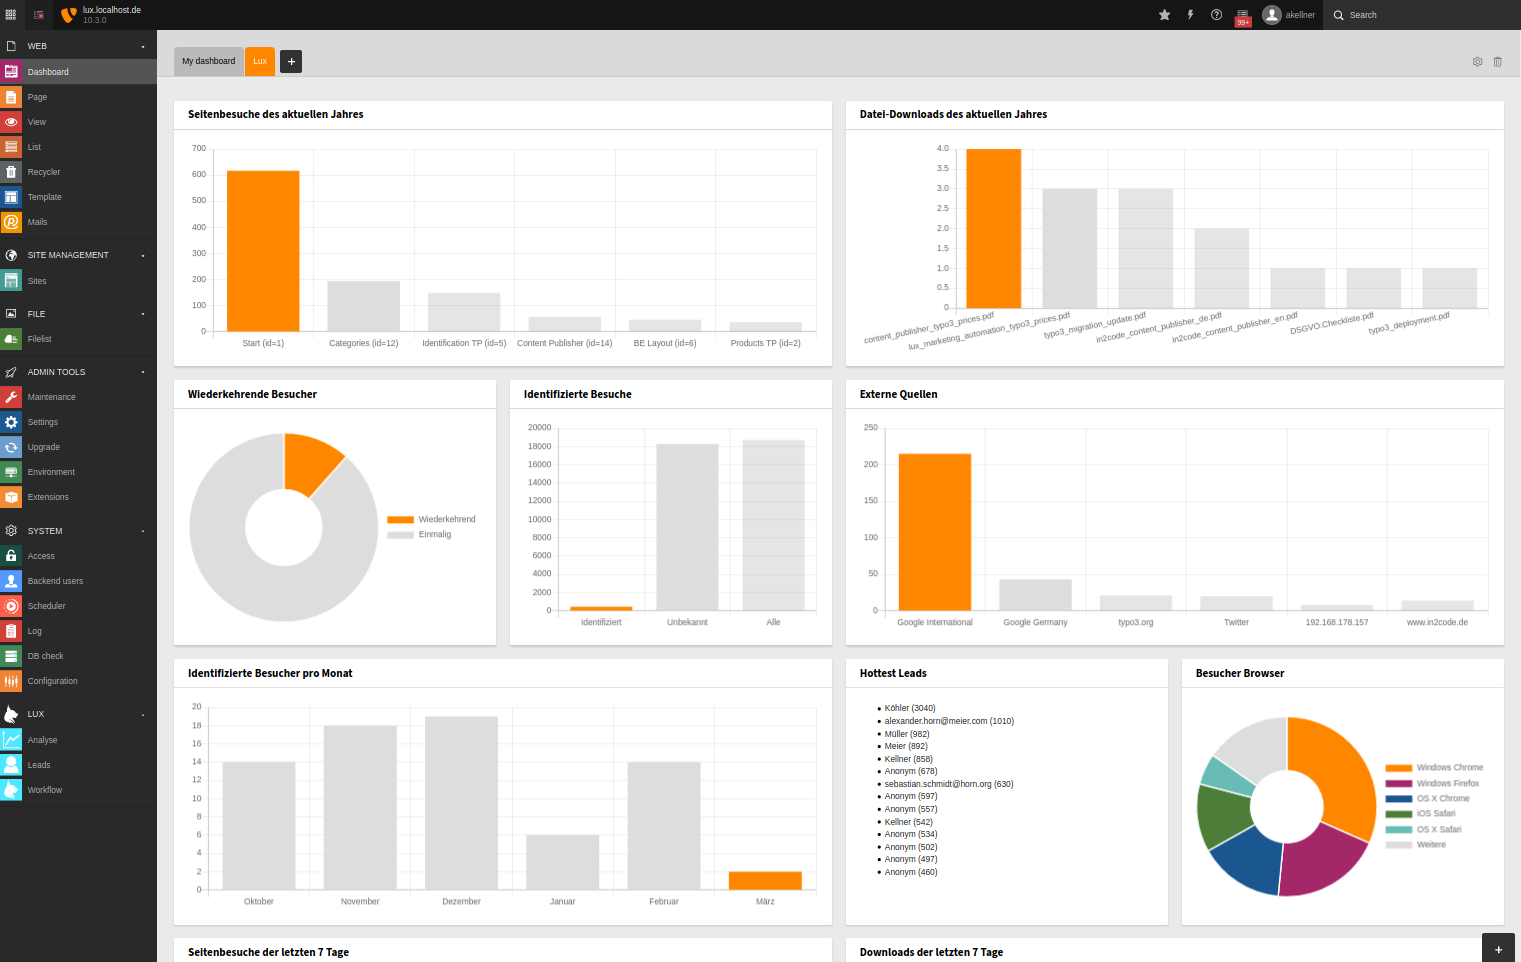 lux.localhost.de
10.3.0
99+
akellner
Search
WEB
Dashboard
Page
View
List
Recycler
Template
Mails
SITE MANAGEMENT
Sites
FILE
Filelist
ADMIN TOOLS
Maintenance
Settings
Upgrade
Environment
Extensions
SYSTEM
Access
Backend users
Scheduler
Log
DB check
Configuration
LUX
Analyse
Leads
Workflow
My dashboard
Lux
+
Seitenbesuche des aktuellen Jahres
700
600
500
400
300
200
100
0
Start (id=1)
Categories (id=12)
Identification TP (id=5)
Content Publisher (id=14)
BE Layout (id=6)
Products TP (id=2)
Datei-Downloads des aktuellen Jahres
4.0
3.5
3.0
2.5
2.0
1.5
1.0
0.5
0
content_publisher_typo3_prices.pdf
lux_marketing_automation_typo3_prices.pdf
typo3_migration_update.pdf
in2code_content_publisher_de.pdf
in2code_content_publisher_en.pdf
DSGVO.Checkliste.pdf
typo3_deployment.pdf
Wiederkehrende Besucher
Wiederkehrend
Einmalig
Identifizierte Besuche
20000
18000
16000
14000
12000
10000
8000
6000
4000
2000
0
Identifiziert
Unbekannt
Alle
Externe Quellen
250
200
150
100
50
0
Google International
Google Germany
typo3.org
Twitter
192.168.178.157
www.in2code.de
Identifizierte Besucher pro Monat
20
18
16
14
12
10
8
6
4
2
0
Oktober
November
Dezember
Januar
Februar
März
Hottest Leads
Köhler (3040)
alexander.horn@meier.com (1010)
Müller (982)
Meier (892)
Kellner (858)
Anonym (678)
sebastian.schmidt@horn.org (630)
Anonym (597)
Anonym (557)
Kellner (542)
Anonym (534)
Anonym (502)
Anonym (497)
Anonym (460)
Besucher Browser
Windows Chrome
Windows Firefox
OS X Chrome
iOS Safari
OS X Safari
Weitere
Seitenbesuche der letzten 7 Tage
Downloads der letzten 7 Tage
+